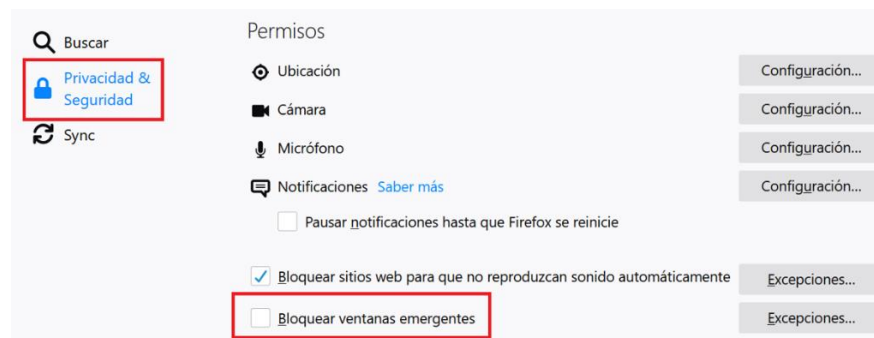 Buscar
Privacidad &
Seguridad
Sync
Permisos
Ubicación Configuración...
Cámara Configuración...
Micrófono Configuración...
Notificaciones Saber más Configuración...
Pausar notificaciones hasta que Firefox se reinicie
Bloquear sitios web para que no reproduzcan sonido automáticamente Excepciones...
Bloquear ventanas emergentes Excepciones...